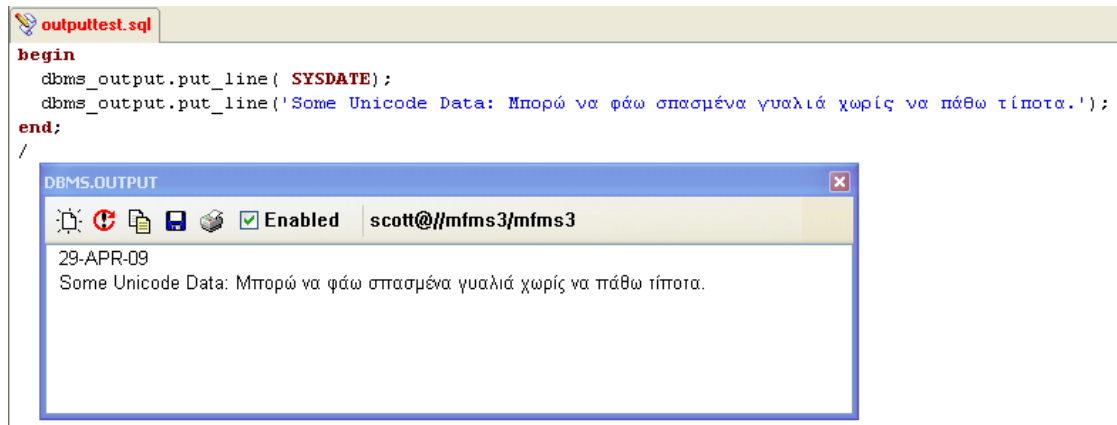 outputtest.sql
begin
dbms_output.put_line( SYSDATE);
dbms_output.put_line('Some Unicode Data: Μπορώ να φάω σπασμένα γυαλιά χωρίς να πάθω τίποτα.');
end;
/
DBMS.OUTPUT
Enabled scott@//mfms3/mfms3
29-APR-09
Some Unicode Data: Μπορώ να φάω σπασμένα γυαλιά χωρίς να πάθω τίποτα.